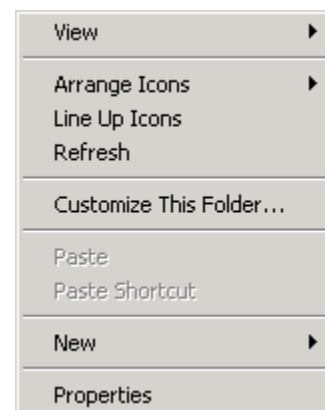 View
Arrange Icons
Line Up Icons
Refresh
Customize This Folder...
Paste
Paste Shortcut
New
Properties